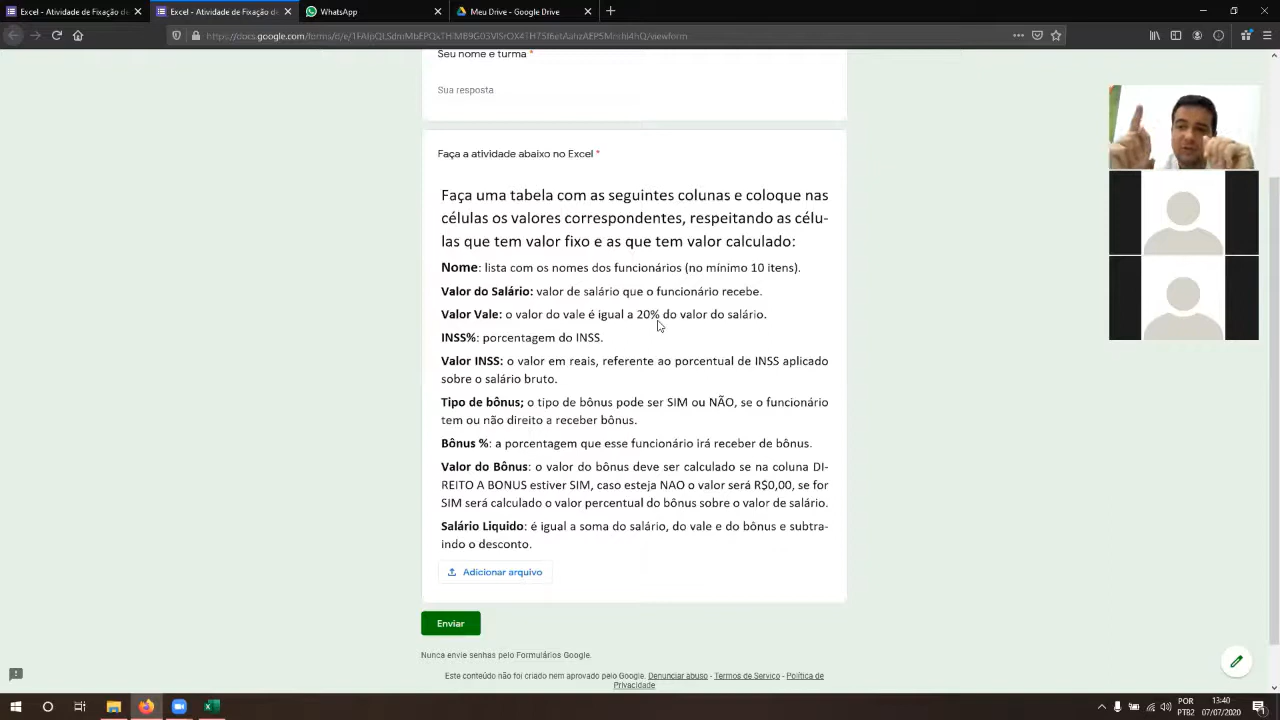 Excel - Atividade de Fixação de
Excel - Atividade de Fixação de
WhatsApp
Meu Drive - Google Drive
Seu nome e turma *
Sua resposta
Faça a atividade abaixo no Excel *
Faça uma tabela com as seguintes colunas e coloque nas
células os valores correspondentes, respeitando as célu-
las que tem valor fixo e as que tem valor calculado:
Nome: lista com os nomes dos funcionários (no mínimo 10 itens).
Valor do Salário: valor de salário que o funcionário recebe.
Valor Vale: o valor do vale é igual a 20% do valor do salário.
INSS%: porcentagem do INSS.
Valor INSS: o valor em reais, referente ao porcentual de INSS aplicado
sobre o salário bruto.
Tipo de bônus; o tipo de bônus pode ser SIM ou NÃO, se o funcionário
tem ou não direito a receber bônus.
Bônus %: a porcentagem que esse funcionário irá receber de bônus.
Valor do Bônus: o valor do bônus deve ser calculado se na coluna DI-
REITO A BONUS estiver SIM, caso esteja NAO o valor será R$0,00, se for
SIM será calculado o valor percentual do bônus sobre o valor de salário.
Salário Liquido: é igual a soma do salário, do vale e do bônus e subtra-
indo o desconto.
Adicionar arquivo
Enviar
Nunca envie senhas pelo Formulários Google.
Este conteúdo não foi criado nem aprovado pelo Google. Denunciar abuso - Termos de Serviço - Política de
Privacidade
POR
PTB2
13:40
07/07/2020